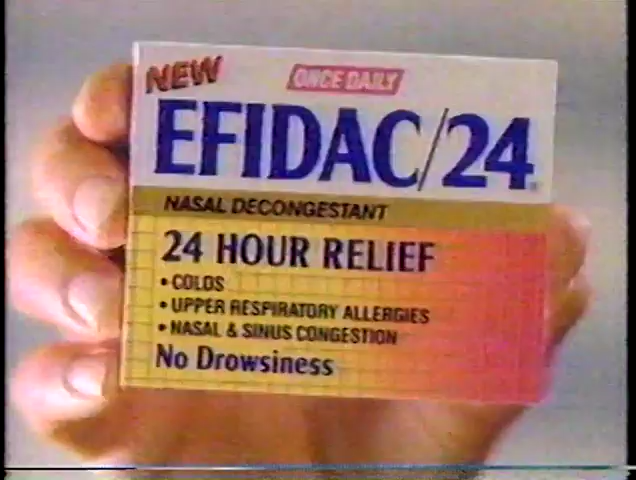 NEW
ONCE DAILY
EFIDAC/24
NASAL DECONGESTANT
24 HOUR RELIEF
• COLDS
• UPPER RESPIRATORY ALLERGIES
• NASAL & SINUS CONGESTION
No Drowsiness